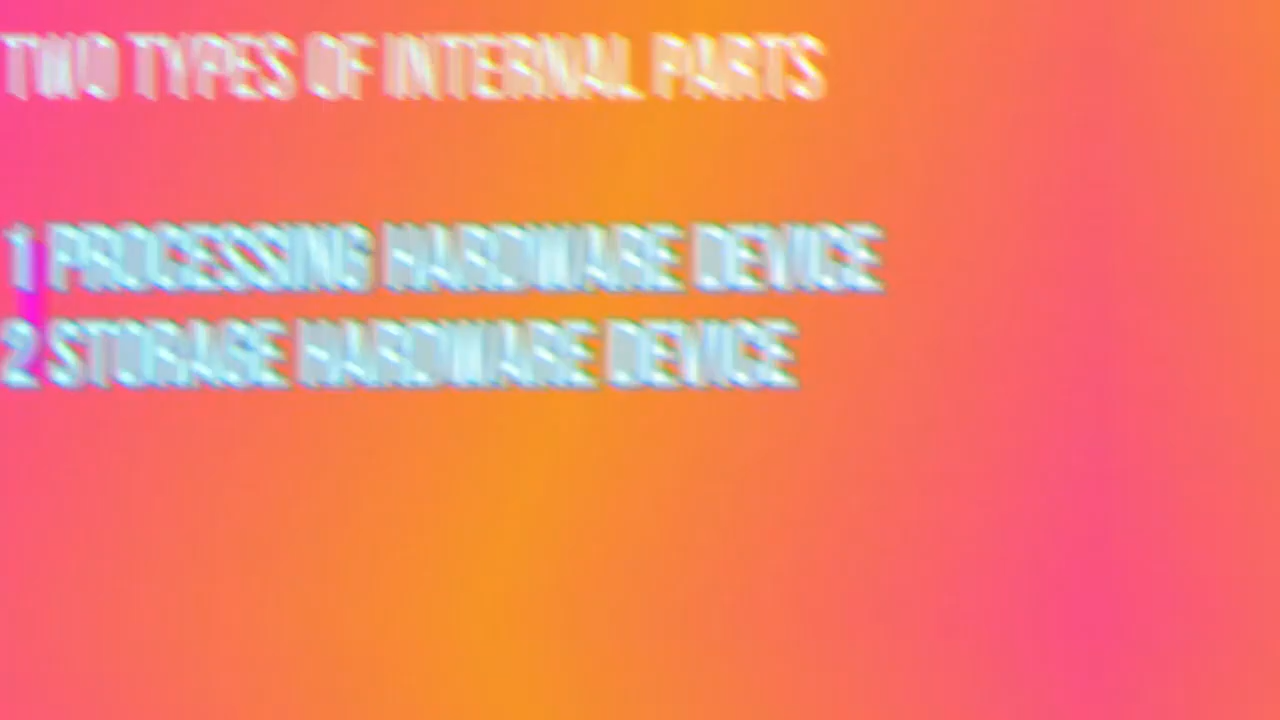 TWO TYPES OF INTERNAL PARTS
1 PROCESSING HARDWARE DEVICE
2 STORAGE HARDWARE DEVICE